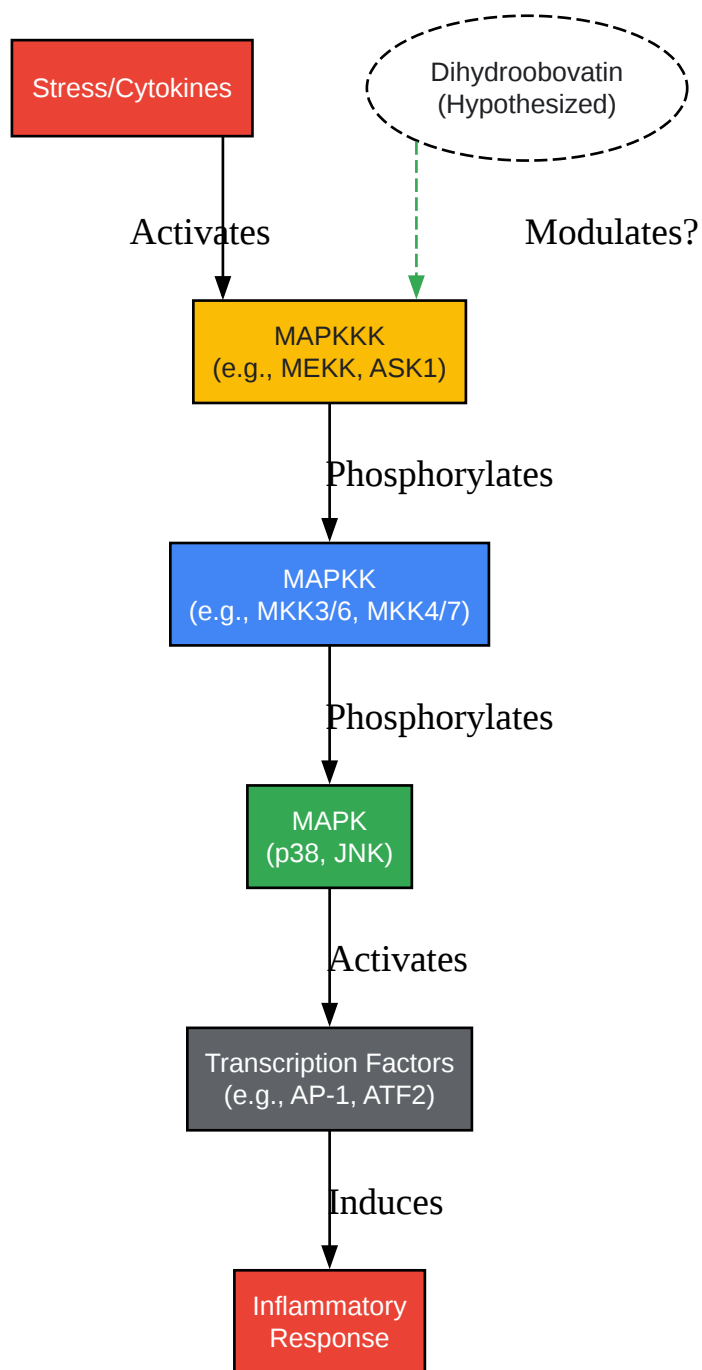 Stress/Cytokines
Dihydroobovatin
(Hypothesized)
Activates
Modulates?
MAPKKK
(e.g., MEKK, ASK1)
Phosphorylates
MAPKK
(e.g., MKK3/6, MKK4/7)
Phosphorylates
MAPK
(p38, JNK)
Activates
Transcription Factors
(e.g., AP-1, ATF2)
Induces
Inflammatory
Response